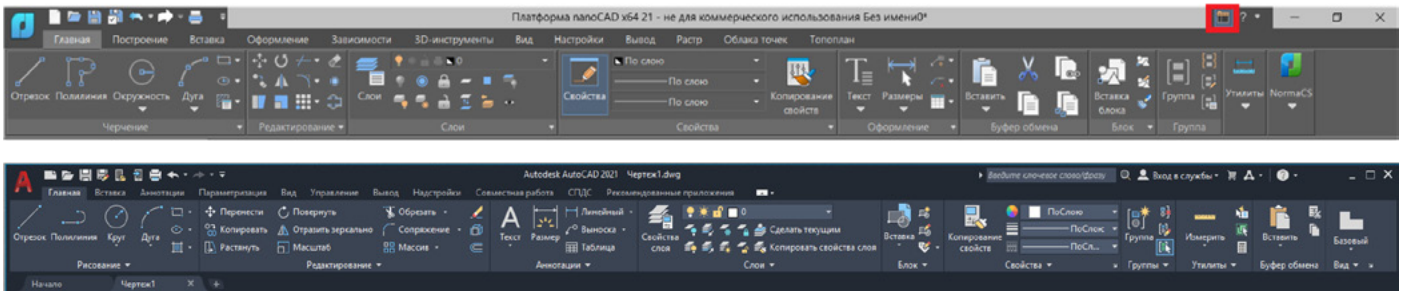 Платформа nanoCAD x64 21 - не для коммерческого использования Без имени0* ?
Главная Построение Вставка Оформление Зависимости 3D-инструменты Вид Настройки Вывод Растр Облака точек Топоплан
0 По слою
Отрезок Полилиния Окружность Дуга Слои Свойства По слою Копирование свойств Текст Размеры Вставить Вставка блока Группа Утилиты NormaCS
По слою
Черчение Редактирование Слои Свойства Оформление Буфер обмена Блок Группа
A Autodesk AutoCAD 2021 Чертеж1.dwg Введите ключевое слово/фразу Вход в службы ?
Главная Вставка Аннотации Параметризация Вид Управление Вывод Надстройки Совместная работа СПДС Рекомендованные приложения
Перенести Повернуть Обрезать Линейный 0 ПоСлою
Отрезок Полилиния Круг Дуга Копировать Отразить зеркально Сопряжение Текст Размер Выноска Свойства слоя Сделать текущим Вставка Копирование свойств ПоСлою Группа Измерить Вставить Базовый
Растянуть Масштаб Массив Таблица Копировать свойства слоя ПоСл...
Рисование Редактирование Аннотации Слои Блок Свойства Группы Утилиты Буфер обмена Вид
Начало Чертеж1 X +